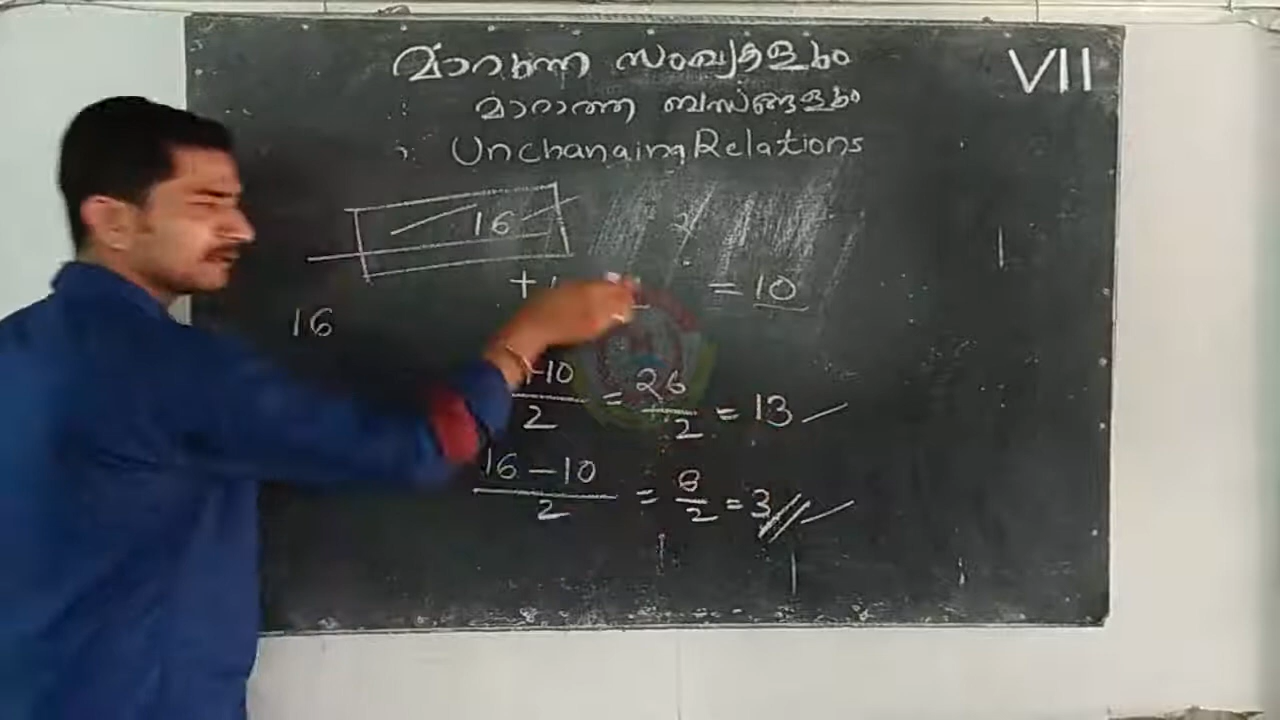 മാറുന്ന സംഖ്യകളും
VII
മാറാത്ത ബന്ധങ്ങളും
Unchanging Relations
16
= 10
16
-10 / 2 = 26 / 2 = 13
16 - 10 / 2 = 6 / 2 = 3